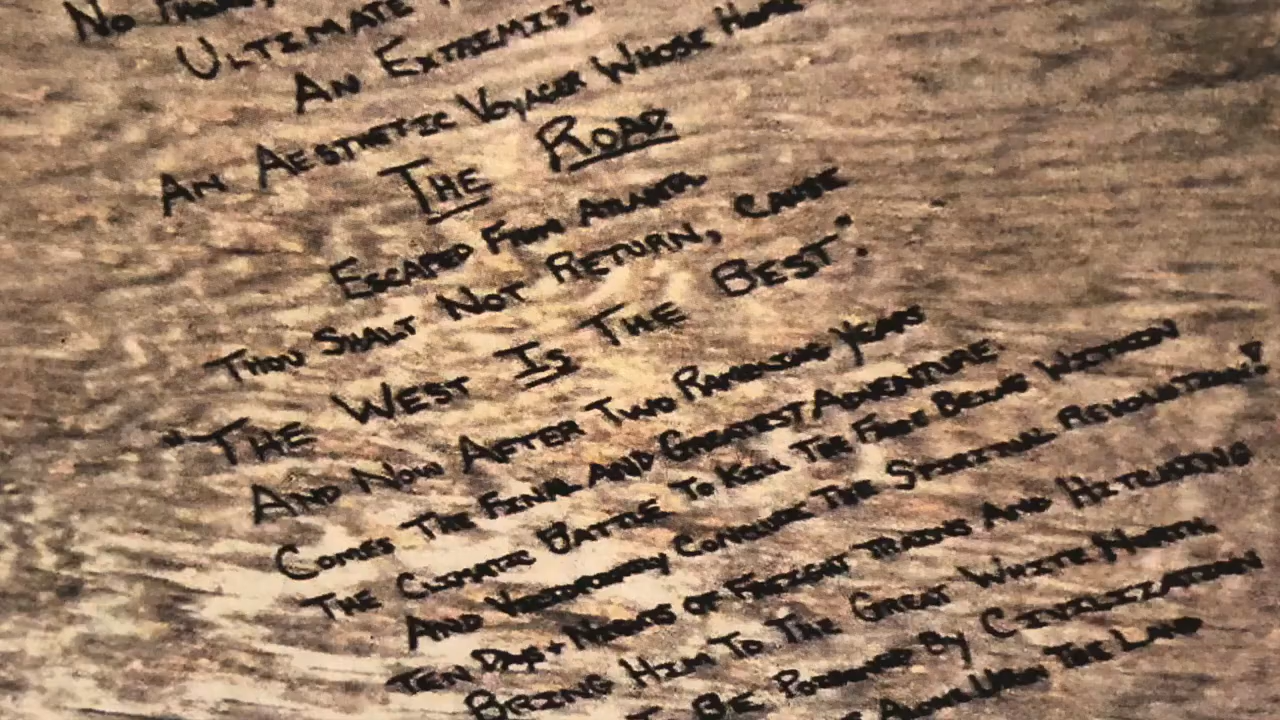 No
Ultimate
An Extremist
An Aesthetic Voyager Whose Home
The Road.
Escaped From Atlanta
Thou Shalt Not Return, Cause
"The West Is The Best".
And Now After Two Rambling Years
Comes The Final And Greatest Adventure
The Climatic Battle To Kill The False Being Within
And Victoriously Conclude The Spiritual Revolution!
Ten Days + Nights Of Freight Trains And Hitching
Bring Him To The Great White North
Be Poisoned By Civilization
Alone Upon The Land